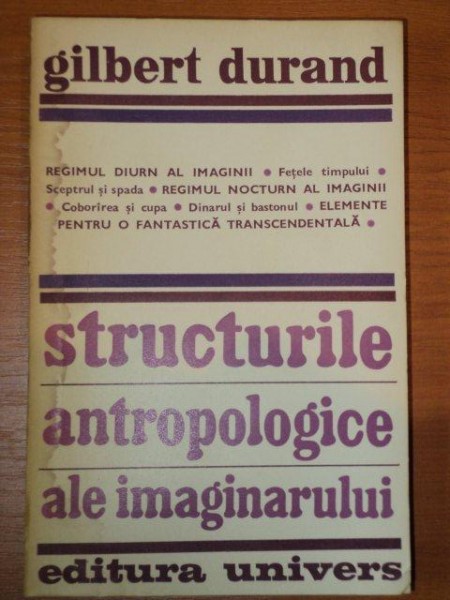 gilbert durand
REGIMUL DIURN AL IMAGINII • Fețele timpului •
Sceptrul și spada • REGIMUL NOCTURN AL IMAGINII
• Coborîrea și cupa • Dinarul și bastonul • ELEMENTE
PENTRU O FANTASTICĂ TRANSCENDENTALĂ •
structurile
antropologice
ale imaginarului
editura univers